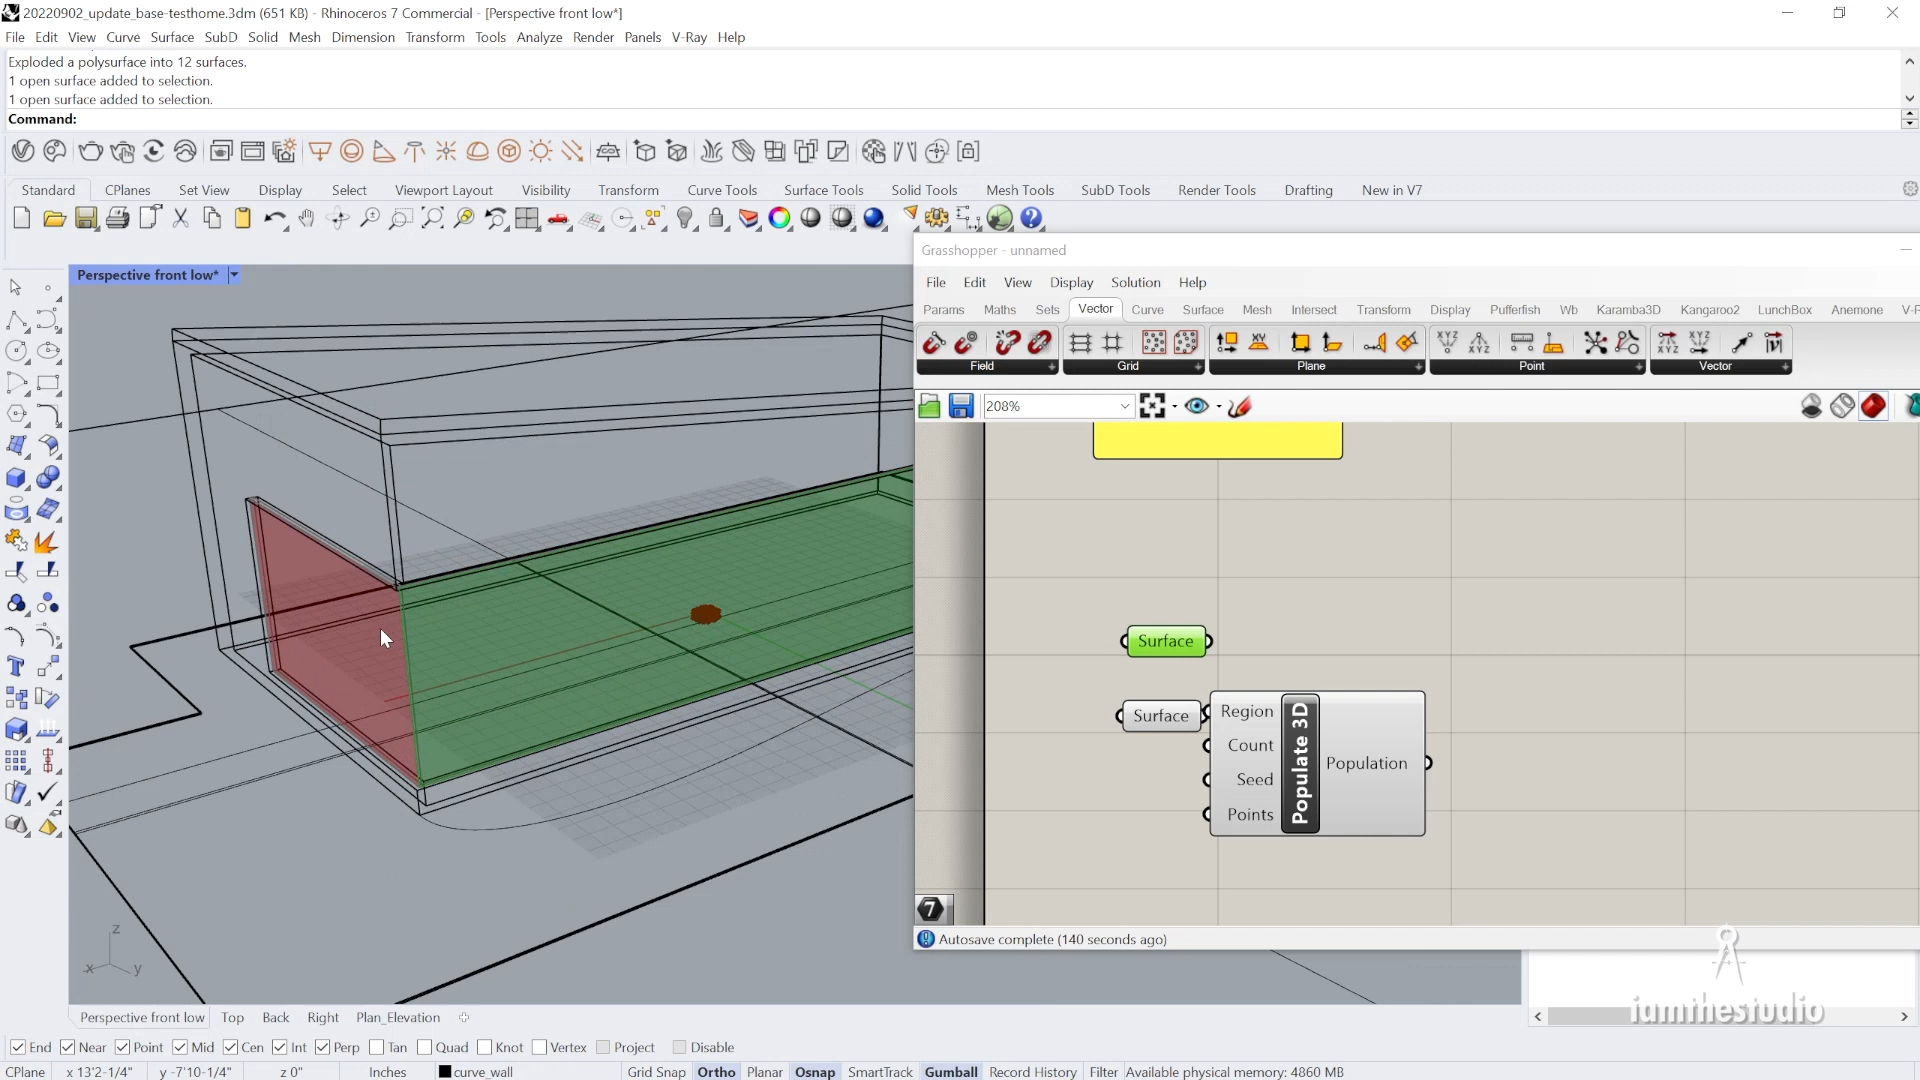 20220902_update_base-testhome.3dm (651 KB) - Rhinoceros 7 Commercial - [Perspective front low*]
File Edit View Curve Surface SubD Solid Mesh Dimension Transform Tools Analyze Render Panels V-Ray Help
Exploded a polysurface into 12 surfaces.
1 open surface added to selection.
1 open surface added to selection.
Command:
Standard CPlanes Set View Display Select Viewport Layout Visibility Transform Curve Tools Surface Tools Solid Tools Mesh Tools SubD Tools Render Tools Drafting New in V7
Perspective front low*
Grasshopper - unnamed
File Edit View Display Solution Help
Params Maths Sets Vector Curve Surface Mesh Intersect Transform Display Pufferfish Wb Karamba3D Kangaroo2 LunchBox Anemone
Field Grid Plane Point Vector
208%
Surface
Surface
Region
Count
Seed
Points
Populate 3D
Population
7
Autosave complete (140 seconds ago)
z
x y
iamthestudio
Perspective front low Top Back Right Plan_Elevation
End Near Point Mid Cen Int Perp Tan Quad Knot Vertex Project Disable
CPlane x 13'2-1/4" y -7'10-1/4" z 0" Inches curve_wall Grid Snap Ortho Planar Osnap SmartTrack Gumball Record History Filter Available physical memory: 4860 MB